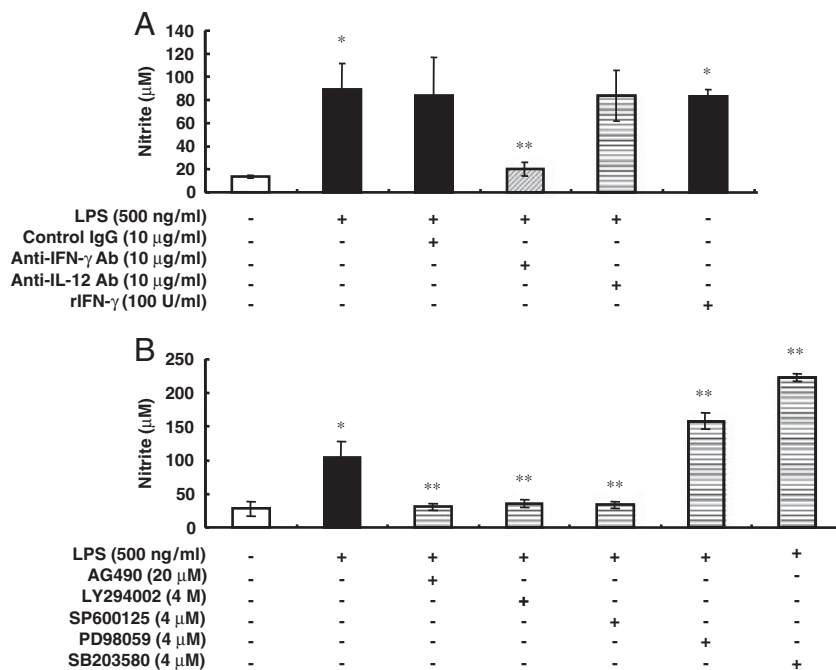 A
140
120
100
80
60
40
20
0
Nitrite (μM)
*
**
*
LPS (500 ng/ml) - + + + + -
Control IgG (10 μg/ml) - - + - - -
Anti-IFN-γ Ab (10 μg/ml) - - - + - -
Anti-IL-12 Ab (10 μg/ml) - - - - + -
rIFN-γ (100 U/ml) - - - - - +
B
250
200
150
100
50
0
Nitrite (μM)
*
**
**
**
**
**
LPS (500 ng/ml) - + + + + + +
AG490 (20 μM) - - + - - - -
LY294002 (4 M) - - - + - - -
SP600125 (4 μM) - - - - + - -
PD98059 (4 μM) - - - - - + -
SB203580 (4 μM) - - - - - - +